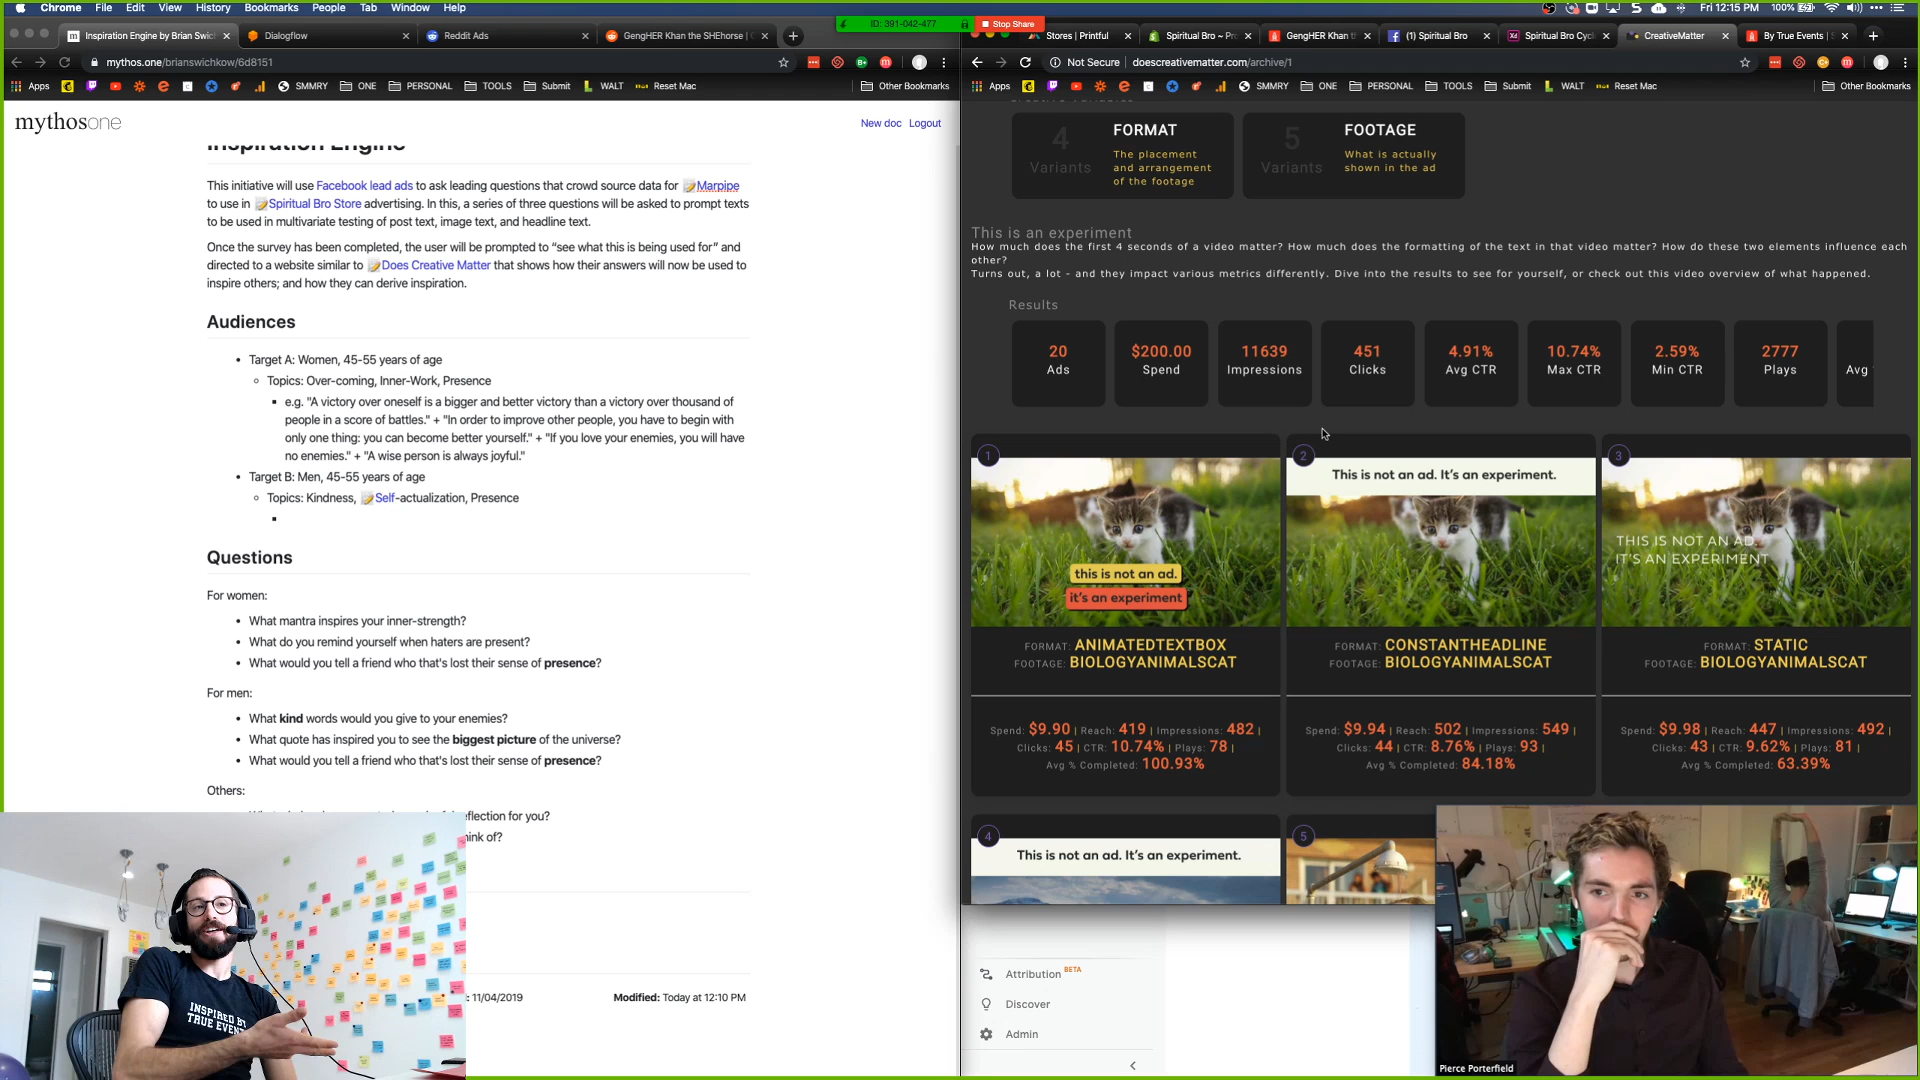 Chrome File Edit View History Bookmarks People Tab Window Help
ID: 391-042-477 Stop Share
100% Fri 12:15 PM
Inspiration Engine by Brian Swic
Dialogflow
Reddit Ads
GengHER Khan the SHEhorse |
mythos.one/brianswichkow/6d8151
Apps SMMRY ONE PERSONAL TOOLS Submit WALT Reset Mac Other Bookmarks
mythosone
New doc Logout
Inspiration Engine
This initiative will use Facebook lead ads to ask leading questions that crowd source data for Marpipe
to use in Spiritual Bro Store advertising. In this, a series of three questions will be asked to prompt texts
to be used in multivariate testing of post text, image text, and headline text.
Once the survey has been completed, the user will be prompted to “see what this is being used for” and
directed to a website similar to Does Creative Matter that shows how their answers will now be used to
inspire others; and how they can derive inspiration.
Audiences
Target A: Women, 45-55 years of age
Topics: Over-coming, Inner-Work, Presence
e.g. "A victory over oneself is a bigger and better victory than a victory over thousand of
people in a score of battles." + "In order to improve other people, you have to begin with
only one thing: you can become better yourself." + "If you love your enemies, you will have
no enemies." + "A wise person is always joyful."
Target B: Men, 45-55 years of age
Topics: Kindness, Self-actualization, Presence
Questions
For women:
What mantra inspires your inner-strength?
What do you remind yourself when haters are present?
What would you tell a friend who that's lost their sense of presence?
For men:
What kind words would you give to your enemies?
What quote has inspired you to see the biggest picture of the universe?
What would you tell a friend who that's lost their sense of presence?
Others:
eflection for you?
ink of?
: 11/04/2019 Modified: Today at 12:10 PM
INSPIRED BY
TRUE EVEN
Stores | Printful
Spiritual Bro ~ Pr
GengHER Khan t
(1) Spiritual Bro
Spiritual Bro Cyc
CreativeMatter
By True Events |
Not Secure doescreativematter.com/archive/1
Apps SMMRY ONE PERSONAL TOOLS Submit WALT Reset Mac Other Bookmarks
4 Variants
FORMAT
The placement
and arrangement
of the footage
5 Variants
FOOTAGE
What is actually
shown in the ad
This is an experiment
How much does the first 4 seconds of a video matter? How much does the formatting of the text in that video matter? How do these two elements influence each
other?
Turns out, a lot - and they impact various metrics differently. Dive into the results to see for yourself, or check out this video overview of what happened.
Results
20 Ads
$200.00 Spend
11639 Impressions
451 Clicks
4.91% Avg CTR
10.74% Max CTR
2.59% Min CTR
2777 Plays
Avg
1
this is not an ad.
it's an experiment
FORMAT: ANIMATEDTEXTBOX
FOOTAGE: BIOLOGYANIMALSCAT
Spend: $9.90 | Reach: 419 | Impressions: 482 |
Clicks: 45 | CTR: 10.74% | Plays: 78 |
Avg % Completed: 100.93%
2
This is not an ad. It's an experiment.
FORMAT: CONSTANTHEADLINE
FOOTAGE: BIOLOGYANIMALSCAT
Spend: $9.94 | Reach: 502 | Impressions: 549 |
Clicks: 44 | CTR: 8.76% | Plays: 93 |
Avg % Completed: 84.18%
3
THIS IS NOT AN AD.
IT'S AN EXPERIMENT
FORMAT: STATIC
FOOTAGE: BIOLOGYANIMALSCAT
Spend: $9.98 | Reach: 447 | Impressions: 492 |
Clicks: 43 | CTR: 9.62% | Plays: 81 |
Avg % Completed: 63.39%
4
This is not an ad. It's an experiment.
5
Attribution BETA
Discover
Admin
Pierce Porterfield